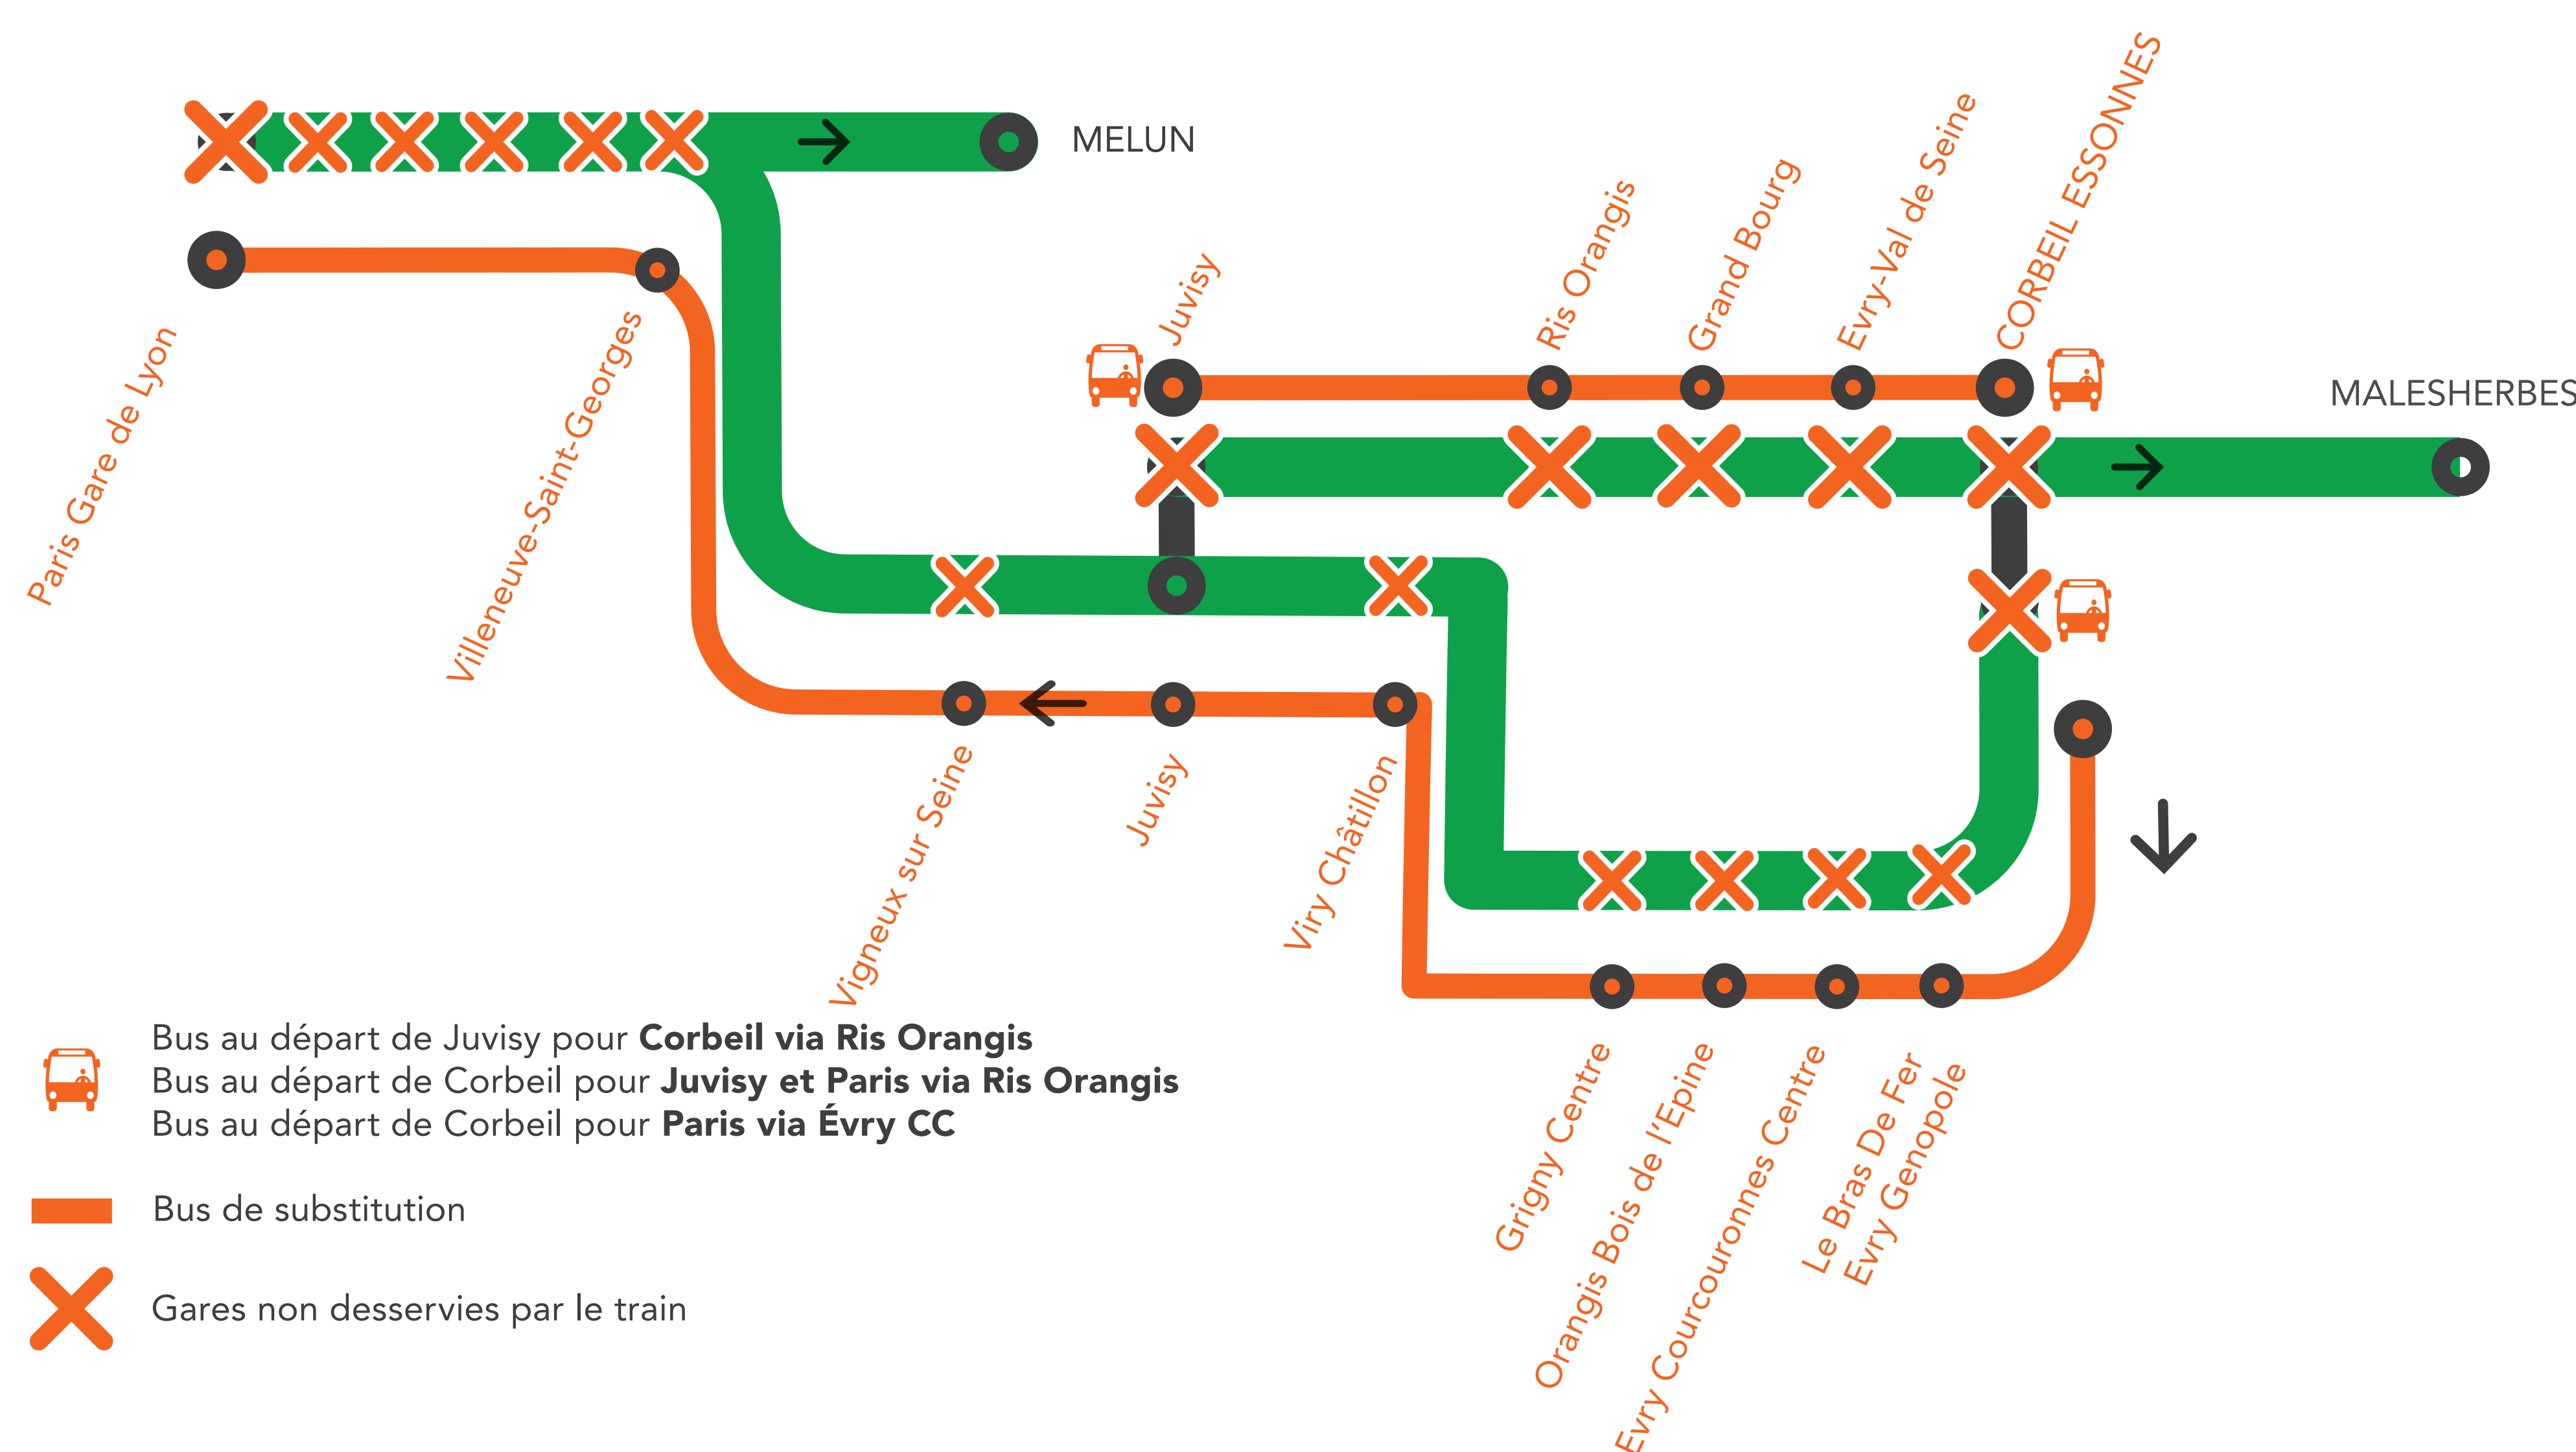 MELUN
Paris Gare de Lyon
Villeneuve-Saint-Georges
Juvisy
Ris Orangis
Grand Bourg
Evry-Val de Seine
CORBEIL ESSONNES
MALESHERBES
Vigneux sur Seine
Juvisy
Viry Châtillon
Grigny Centre
Orangis Bois de l'Epine
Evry Courcouronnes Centre
Le Bras De Fer
Evry Genopole
Bus au départ de Juvisy pour Corbeil via Ris Orangis
Bus au départ de Corbeil pour Juvisy et Paris via Ris Orangis
Bus au départ de Corbeil pour Paris via Évry CC
Bus de substitution
Gares non desservies par le train